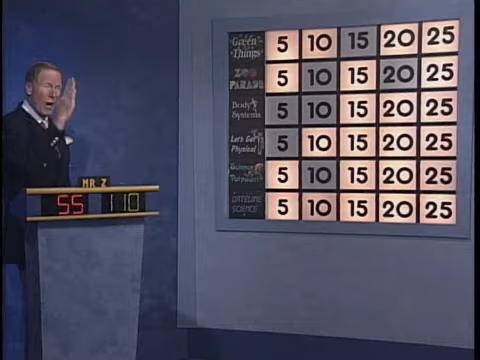 Green Things 5 10 15 20 25
ZOO PARADE 5 10 15 20 25
Body Systems 5 10 15 20 25
Let's Get Physical 5 10 15 20 25
Science 5 10 15 20 25
DATELINE SCIENCE 5 10 15 20 25
MR Z
55 110